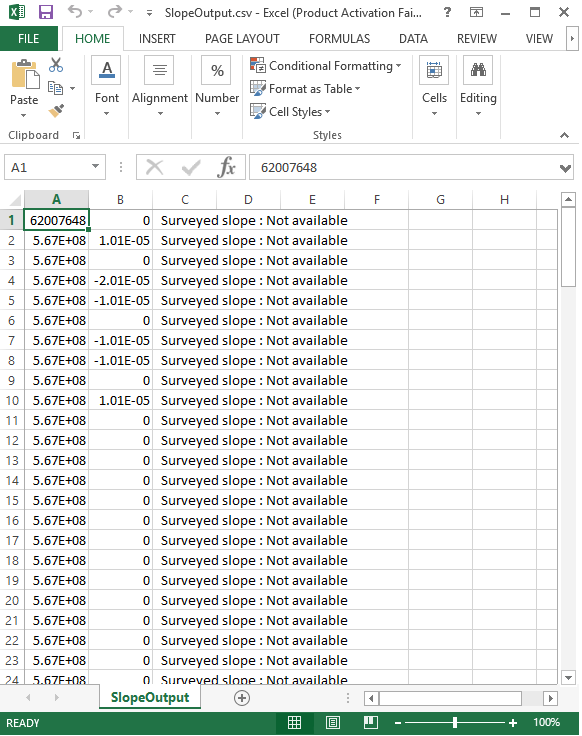 SlopeOutput.csv - Excel (Product Activation Fai...
FILE HOME INSERT PAGE LAYOUT FORMULAS DATA REVIEW VIEW
Paste
Clipboard
Font
Alignment
%
Number
Conditional Formatting
Format as Table
Cell Styles
Styles
Cells
Editing
A1 fx 62007648
A B C D E F G H
1 62007648 0 Surveyed slope : Not available
2 5.67E+08 1.01E-05 Surveyed slope : Not available
3 5.67E+08 0 Surveyed slope : Not available
4 5.67E+08 -2.01E-05 Surveyed slope : Not available
5 5.67E+08 -1.01E-05 Surveyed slope : Not available
6 5.67E+08 0 Surveyed slope : Not available
7 5.67E+08 -1.01E-05 Surveyed slope : Not available
8 5.67E+08 -1.01E-05 Surveyed slope : Not available
9 5.67E+08 0 Surveyed slope : Not available
10 5.67E+08 1.01E-05 Surveyed slope : Not available
11 5.67E+08 0 Surveyed slope : Not available
12 5.67E+08 0 Surveyed slope : Not available
13 5.67E+08 0 Surveyed slope : Not available
14 5.67E+08 0 Surveyed slope : Not available
15 5.67E+08 0 Surveyed slope : Not available
16 5.67E+08 0 Surveyed slope : Not available
17 5.67E+08 0 Surveyed slope : Not available
18 5.67E+08 0 Surveyed slope : Not available
19 5.67E+08 0 Surveyed slope : Not available
20 5.67E+08 0 Surveyed slope : Not available
21 5.67E+08 0 Surveyed slope : Not available
22 5.67E+08 0 Surveyed slope : Not available
23 5.67E+08 0 Surveyed slope : Not available
24 5.67E+08 0 Surveyed slope : Not available
SlopeOutput
READY 100%